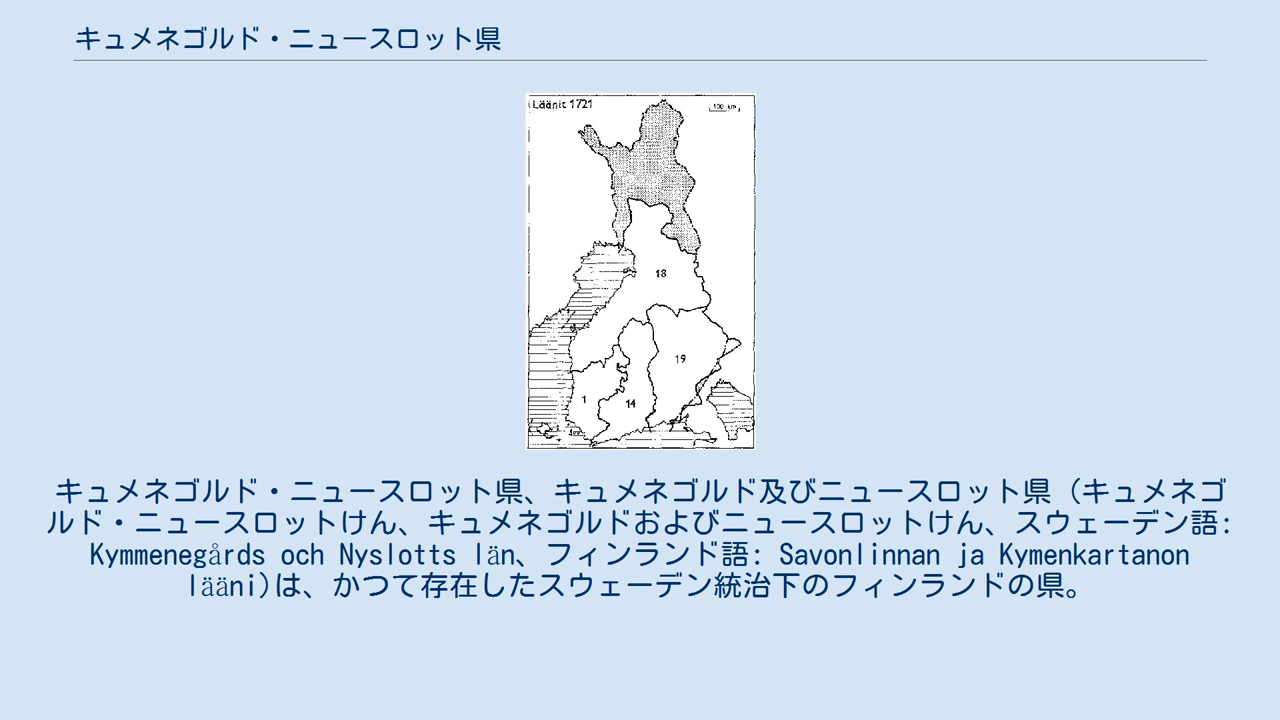 キュメネゴルド・ニュースロット県
Läänit 1721
100 km
18
19
1
14
キュメネゴルド・ニュースロット県、キュメネゴルド及びニュースロット県（キュメネゴ
ルド・ニュースロットけん、キュメネゴルドおよびニュースロットけん、スウェーデン語:
Kymmenegårds och Nyslotts län、フィンランド語: Savonlinnan ja Kymenkartanon
lääni)は、かつて存在したスウェーデン統治下のフィンランドの県。